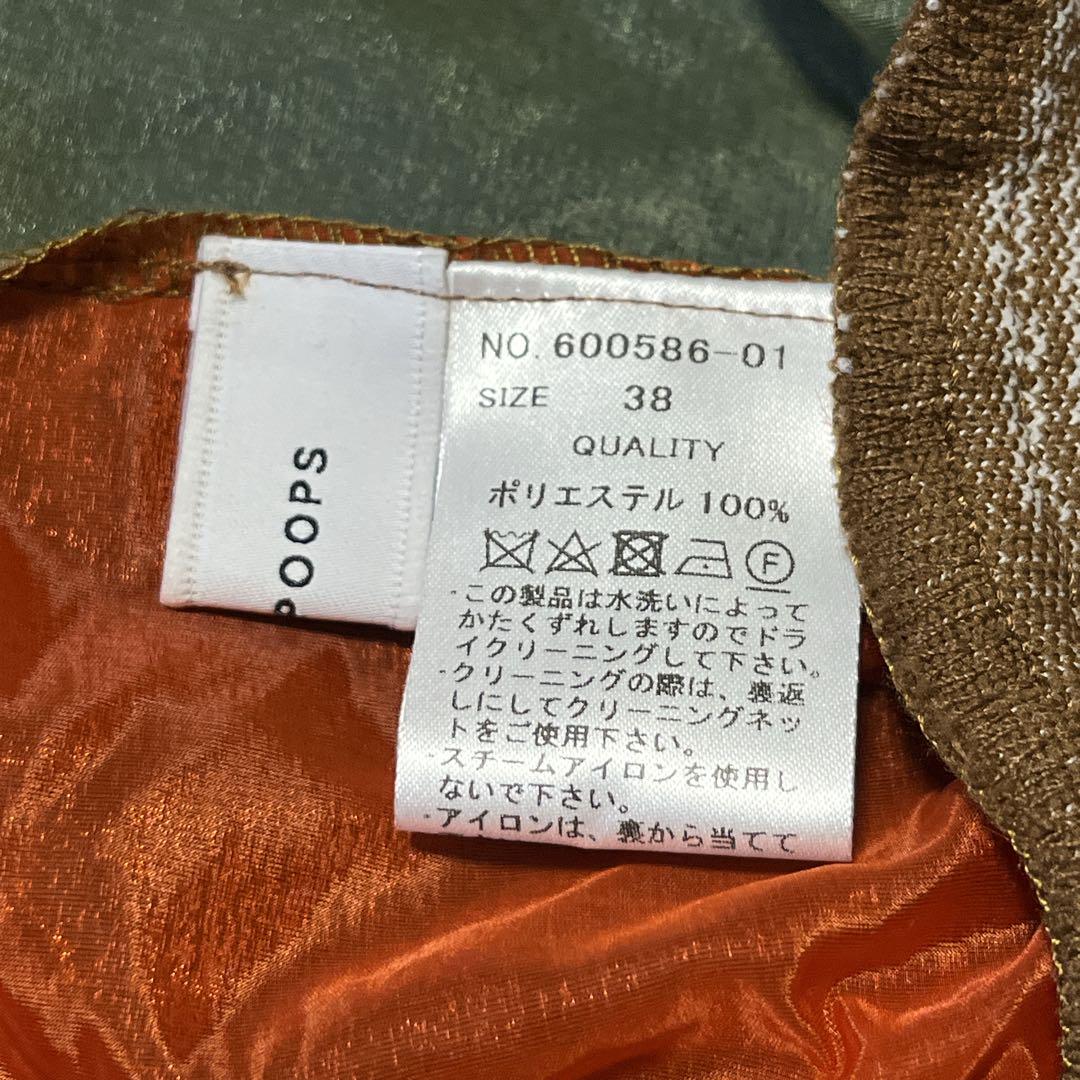 POOPS
NO. 600586-01
SIZE 38
QUALITY
ポリエステル 100%
F
・この製品は水洗いによって
かたくずれしますのでドラ
イクリーニングして下さい。
・クリーニングの際は、裏返
しにしてクリーニングネッ
トをご使用下さい。
・スチームアイロンを使用し
ないで下さい。
・アイロンは、裏から当てて